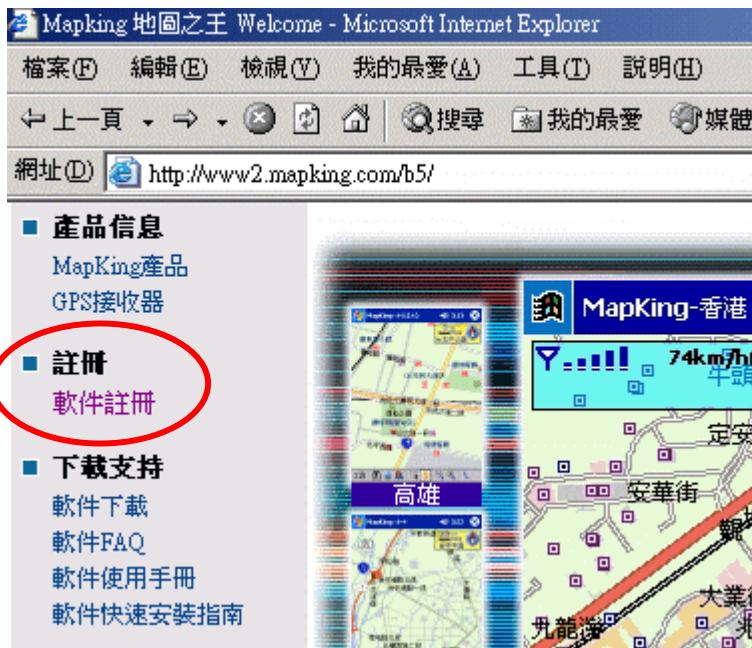 Mapking 地圖之王 Welcome - Microsoft Internet Explorer
檔案(F) 編輯(E) 檢視(V) 我的最愛(A) 工具(T) 說明(H)
上一頁 搜尋 我的最愛 媒體
網址(D) http://www2.mapking.com/b5/
產品信息
MapKing產品
GPS接收器
註冊
軟件註冊
下載支持
軟件下載
軟件FAQ
軟件使用手冊
軟件快速安裝指南
高雄
MapKing-香港
74km/hr
牛頭
定安
安華街
觀
大業街
九龍灣